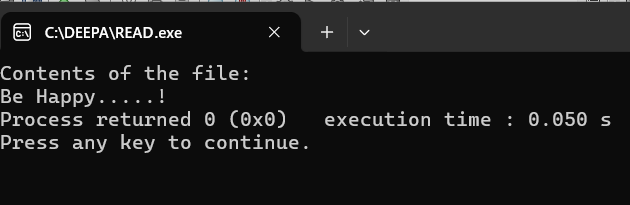 C:\DEEPA\READ.exe
Contents of the file:
Be Happy.....!
Process returned 0 (0x0)   execution time : 0.050 s
Press any key to continue.